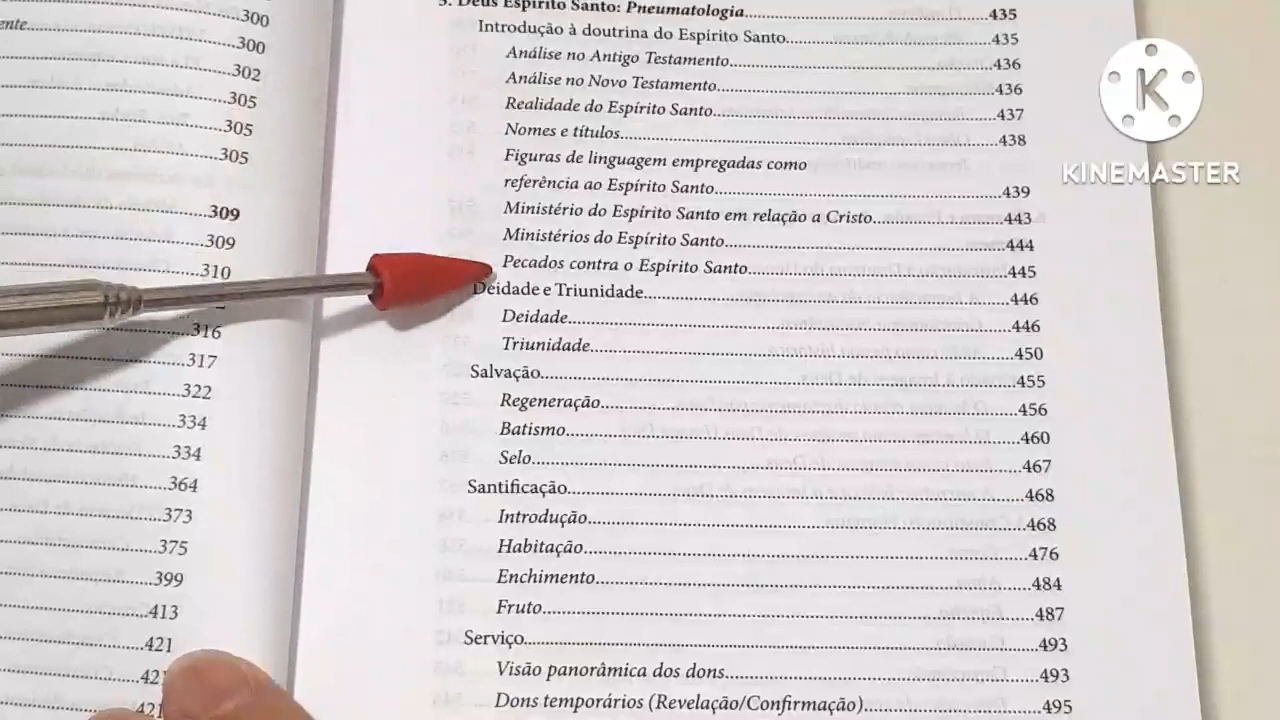 300
ente 300
302
305
305
305
309
309
310
316
317
322
334
334
364
373
375
399
413
421
421
421
5. Deus Espírito Santo: Pneumatologia 435
Introdução à doutrina do Espírito Santo 435
Análise no Antigo Testamento 436
Análise no Novo Testamento 436
Realidade do Espírito Santo 437
Nomes e títulos 438
Figuras de linguagem empregadas como
referência ao Espírito Santo 439
Ministério do Espírito Santo em relação a Cristo 443
Ministérios do Espírito Santo 444
Pecados contra o Espírito Santo 445
Deidade e Triunidade 446
Deidade 446
Triunidade 450
Salvação 455
Regeneração 456
Batismo 460
Selo 467
Santificação 468
Introdução 468
Habitação 476
Enchimento 484
Fruto 487
Serviço 493
Visão panorâmica dos dons 493
Dons temporários (Revelação/Confirmação) 495
K
KINEMASTER